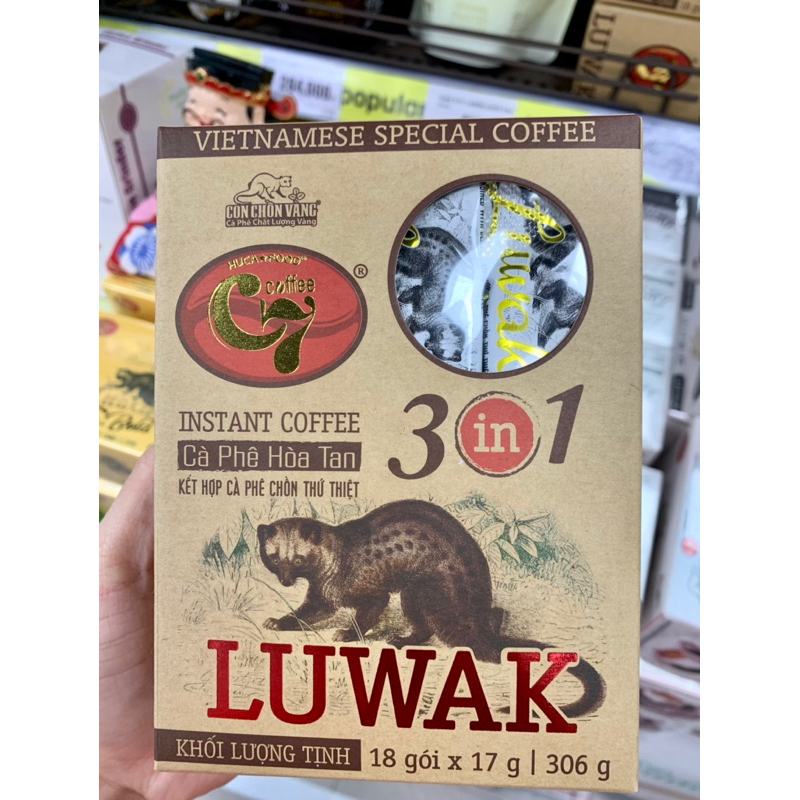 VIETNAMESE SPECIAL COFFEE
CON CHỒN VÀNG
Cà Phê Chất Lượng Vàng
HUCAFOOD
Coffee
C7
®
Luwak
INSTANT COFFEE
Cà Phê Hòa Tan
KẾT HỢP CÀ PHÊ CHỒN THỨ THIỆT
3 in 1
LUWAK
KHỐI LƯỢNG TỊNH 18 gói x 17 g | 306 g
popular